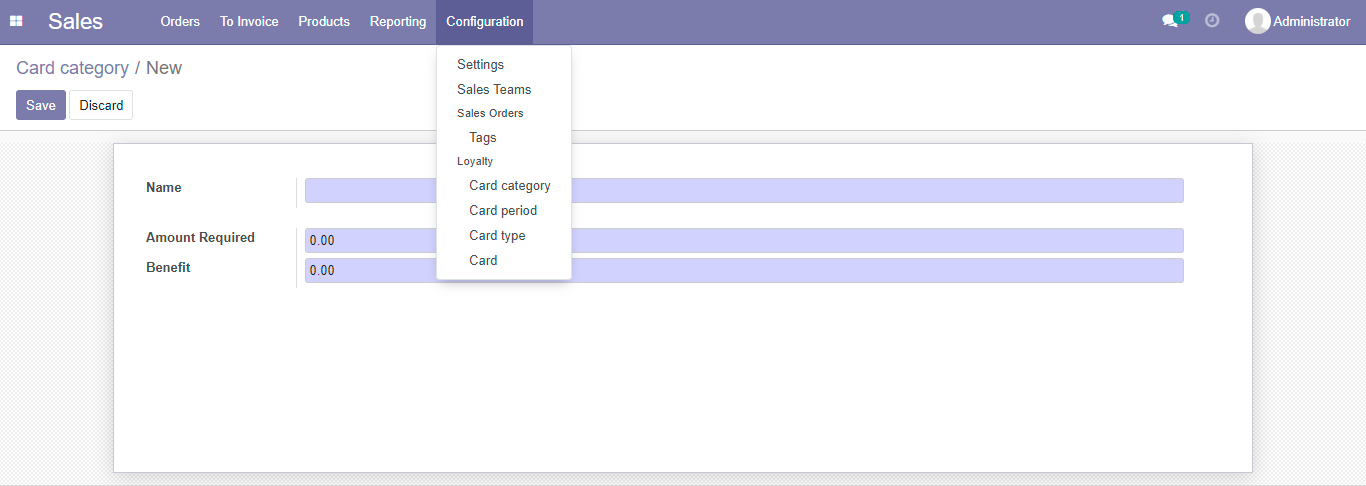 Sales Orders To Invoice Products Reporting Configuration 1 Administrator
Card category / New
Save Discard
Settings
Sales Teams
Sales Orders
Tags
Loyalty
Card category
Card period
Card type
Card
Name
Amount Required 0.00
Benefit 0.00